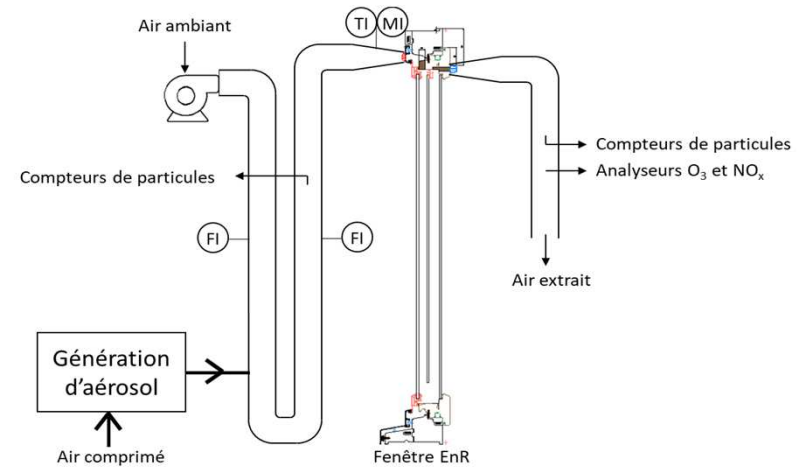 Air ambiant
TI
MI
Compteurs de particules
Compteurs de particules
Analyseurs O₃ et NOₓ
FI
FI
Air extrait
Génération
d'aérosol
Air comprimé
Fenêtre EnR